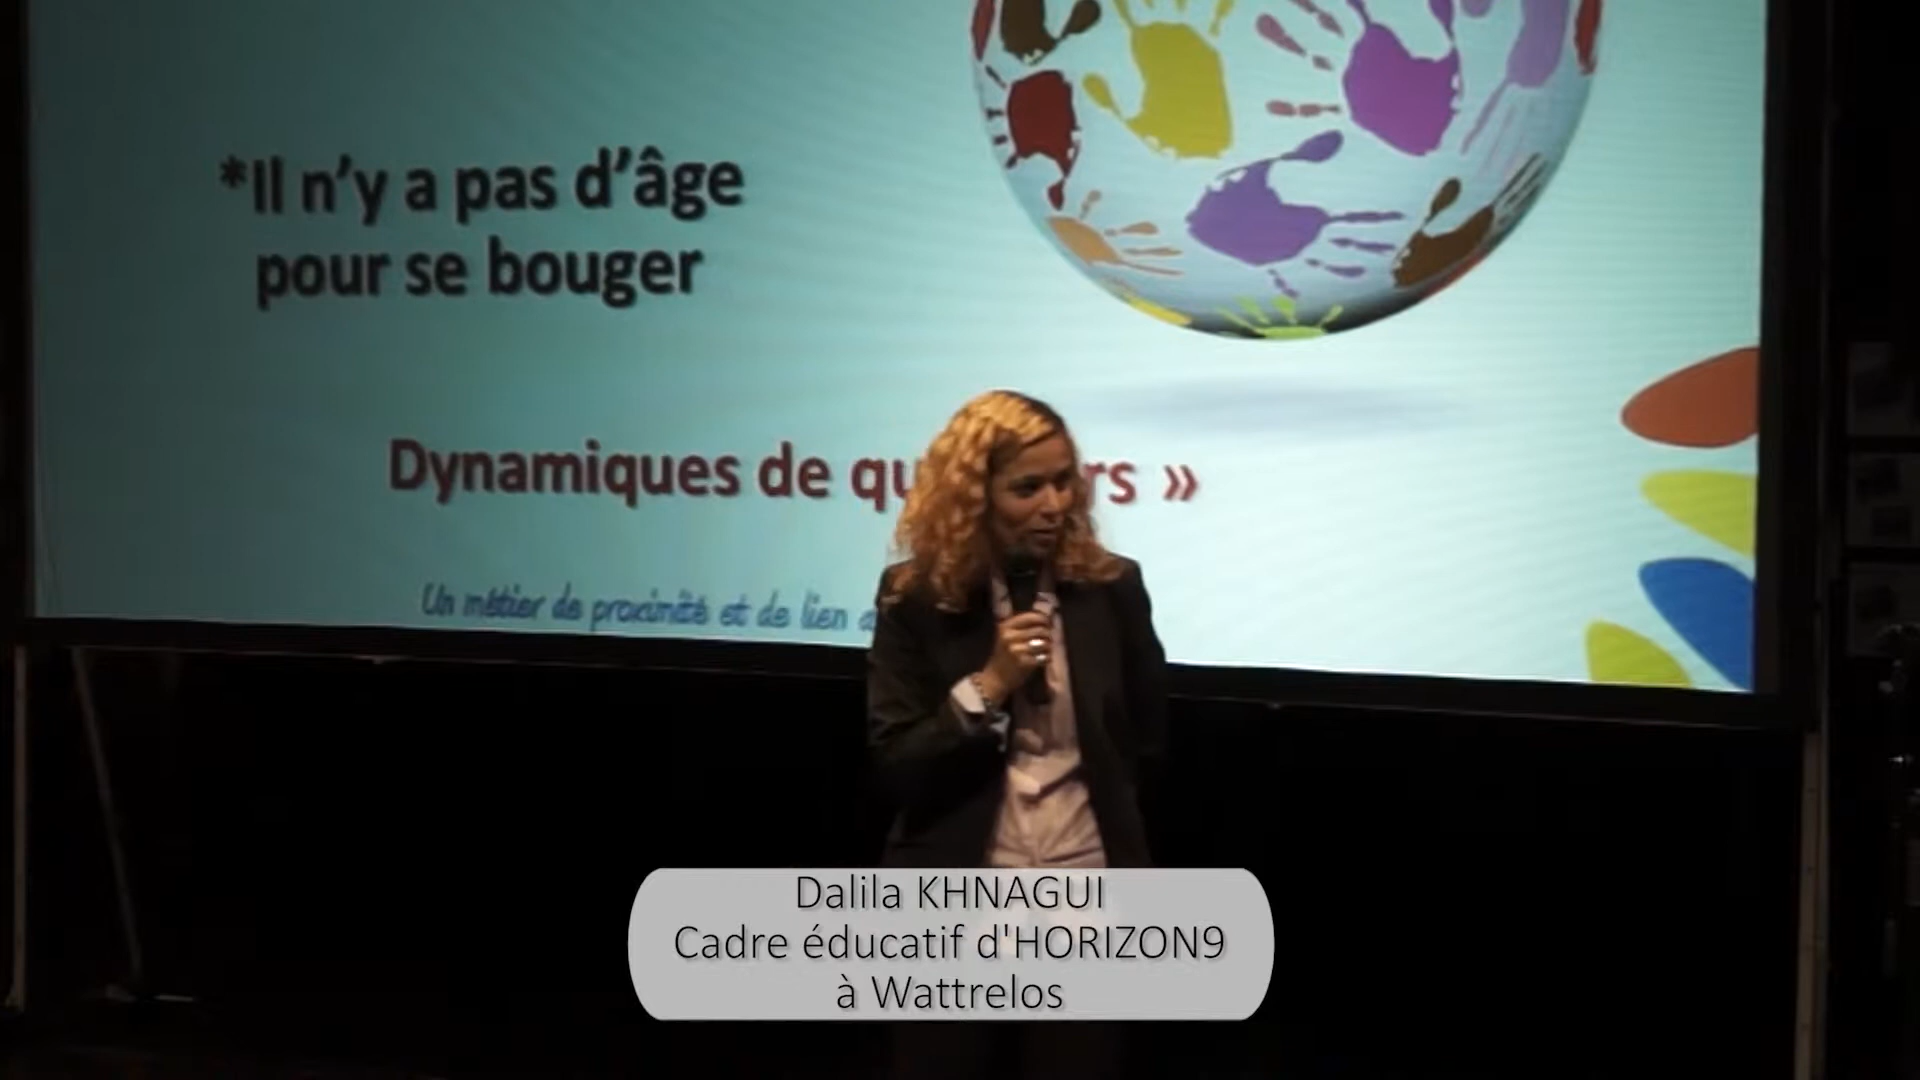 *Il n’y a pas d’âge
pour se bouger
Dynamiques de qu rs »
Un métier de proximité et de lien
Dalila KHNAGUI
Cadre éducatif d'HORIZON9
à Wattrelos